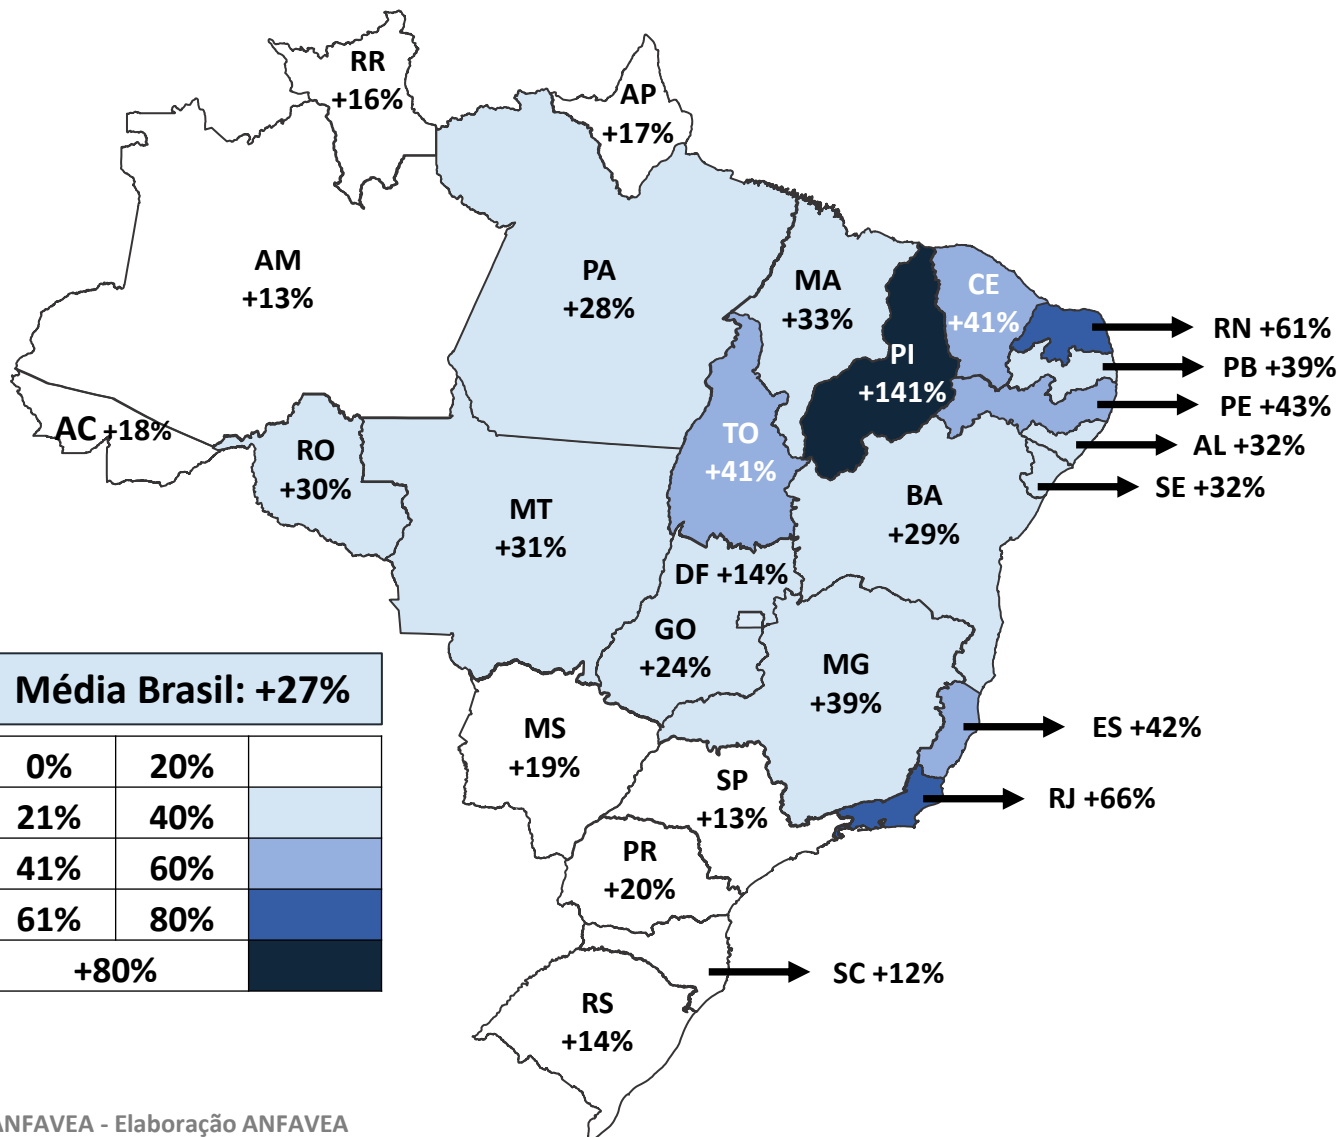 RR
+16%
AP
+17%
AM
+13%
PA
+28%
MA
+33%
CE
+41%
PI
+141%
RN +61%
PB +39%
PE +43%
AL +32%
SE +32%
AC +18%
RO
+30%
TO
+41%
MT
+31%
BA
+29%
DF +14%
GO
+24%
MG
+39%
ES +42%
RJ +66%
MS
+19%
SP
+13%
PR
+20%
SC +12%
RS
+14%
Média Brasil: +27%
0% 20%
21% 40%
41% 60%
61% 80%
+80%
ANFAVEA - Elaboração ANFAVEA